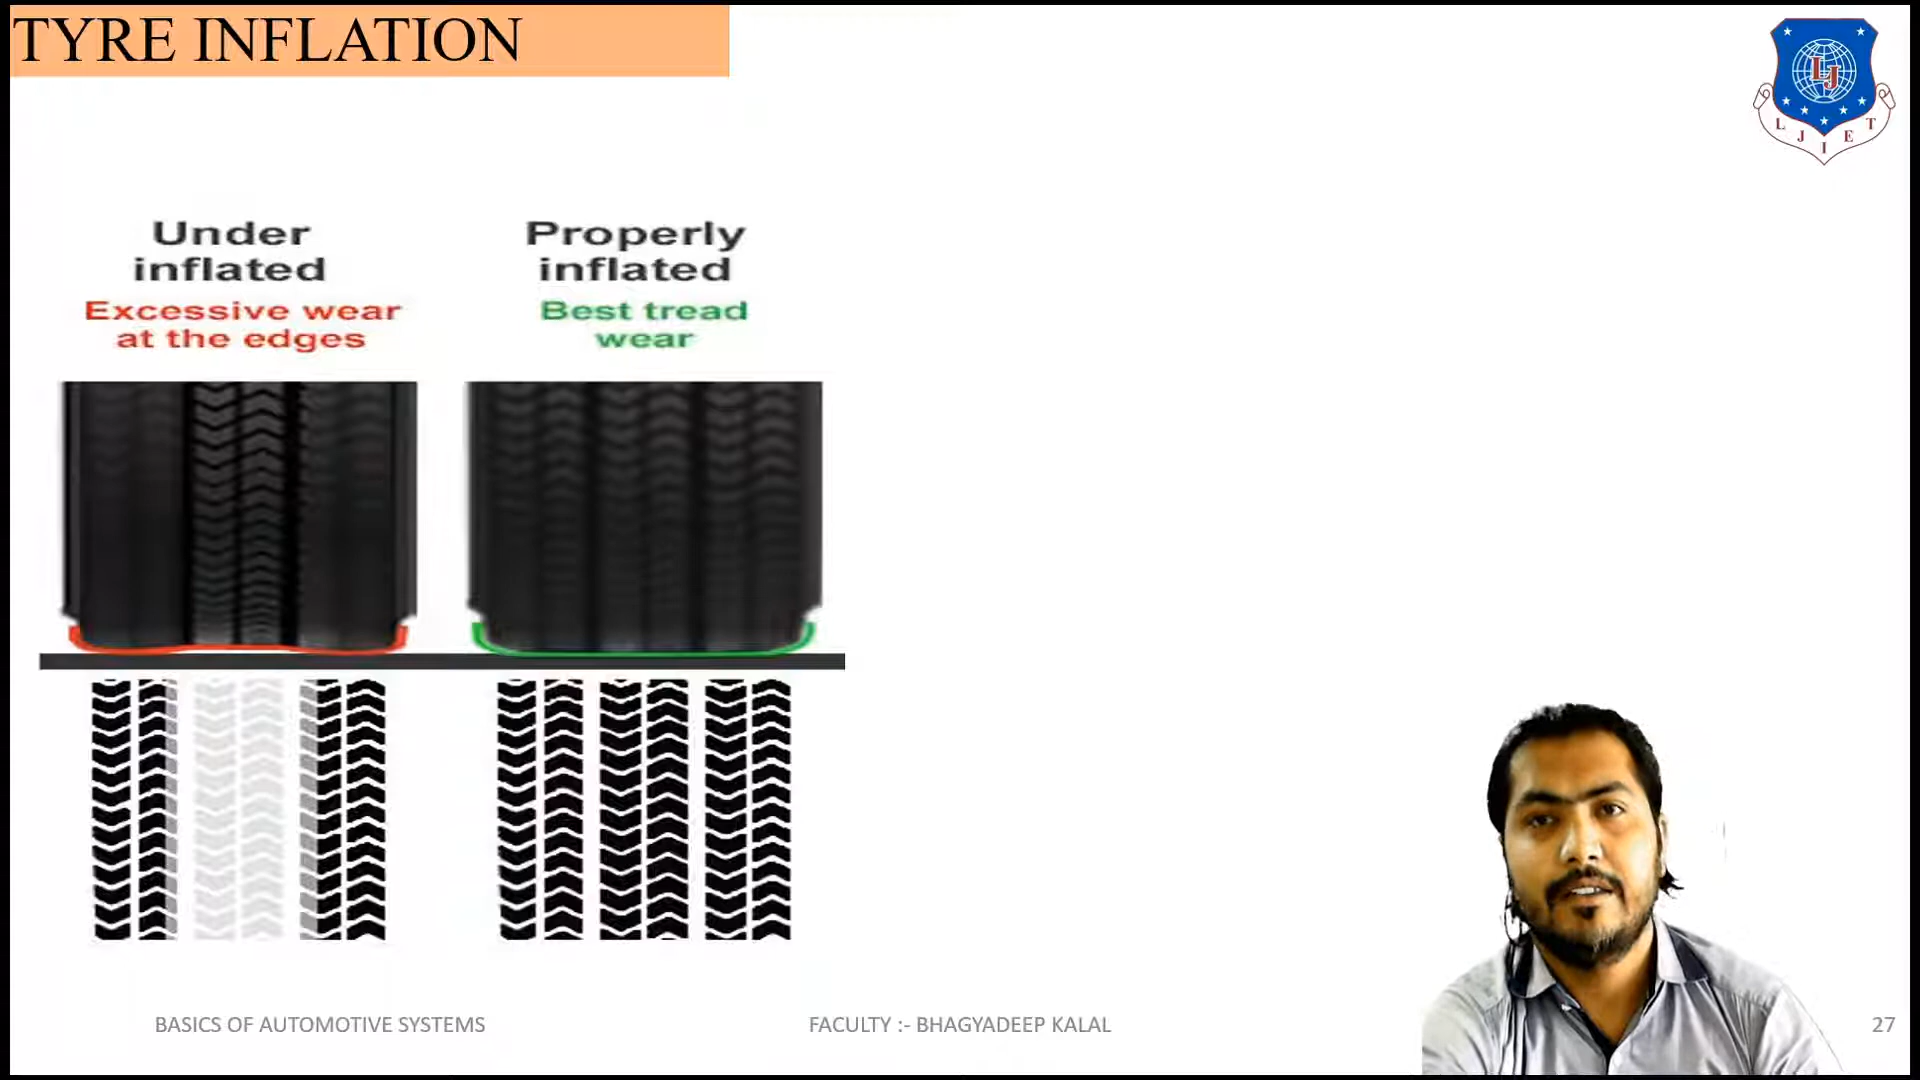 TYRE INFLATION
LJ
L J I E T
Under
inflated
Excessive wear
at the edges
Properly
inflated
Best tread
wear
BASICS OF AUTOMOTIVE SYSTEMS
FACULTY :- BHAGYADEEP KALAL
27